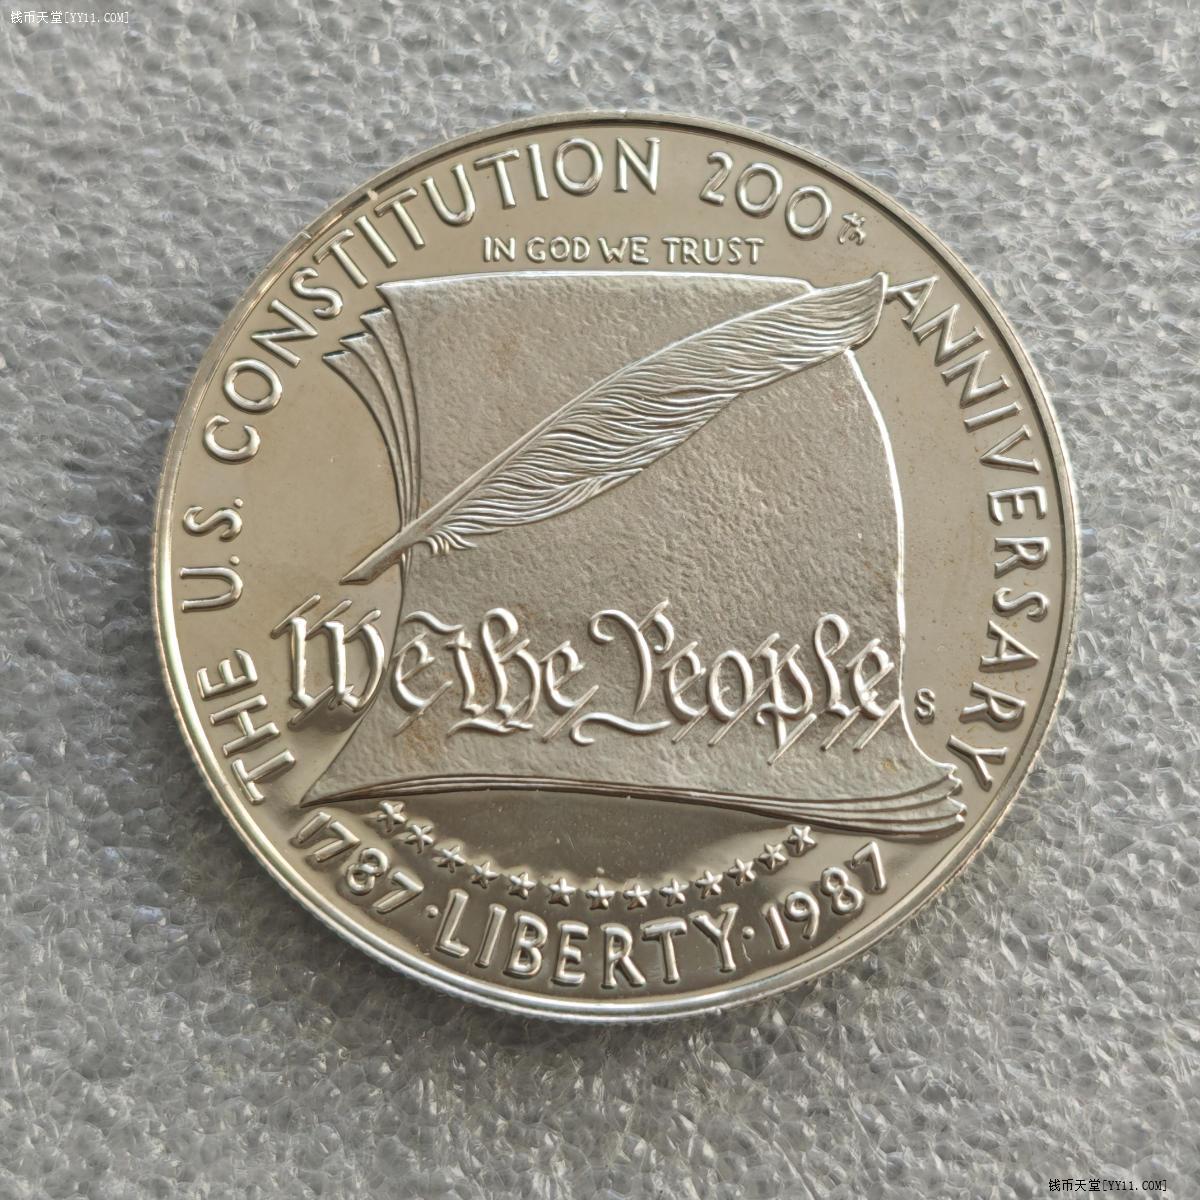 钱币天堂[YY11.COM]
THE U.S. CONSTITUTION 200th ANNIVERSARY
IN GOD WE TRUST
We the People
S
1787 · LIBERTY · 1987
钱币天堂[YY11.COM]